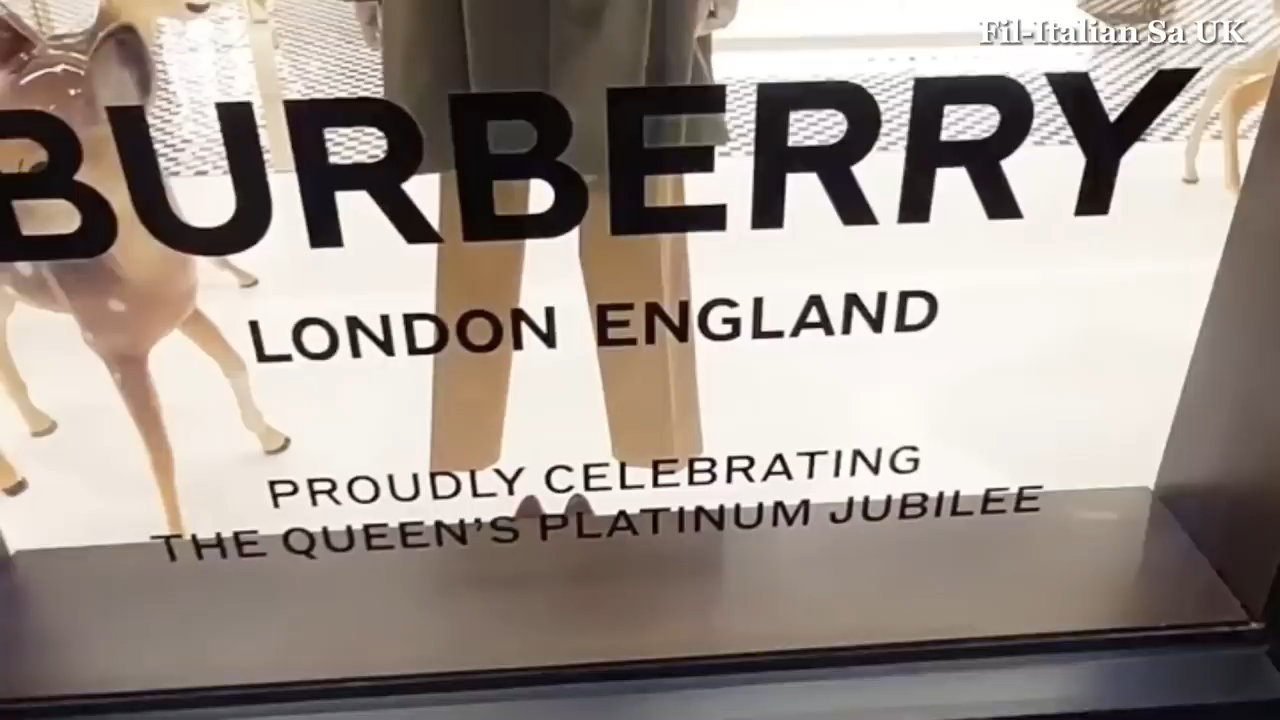 Fil-Italian Sa UK
BURBERRY
LONDON ENGLAND
PROUDLY CELEBRATING
THE QUEEN'S PLATINUM JUBILEE